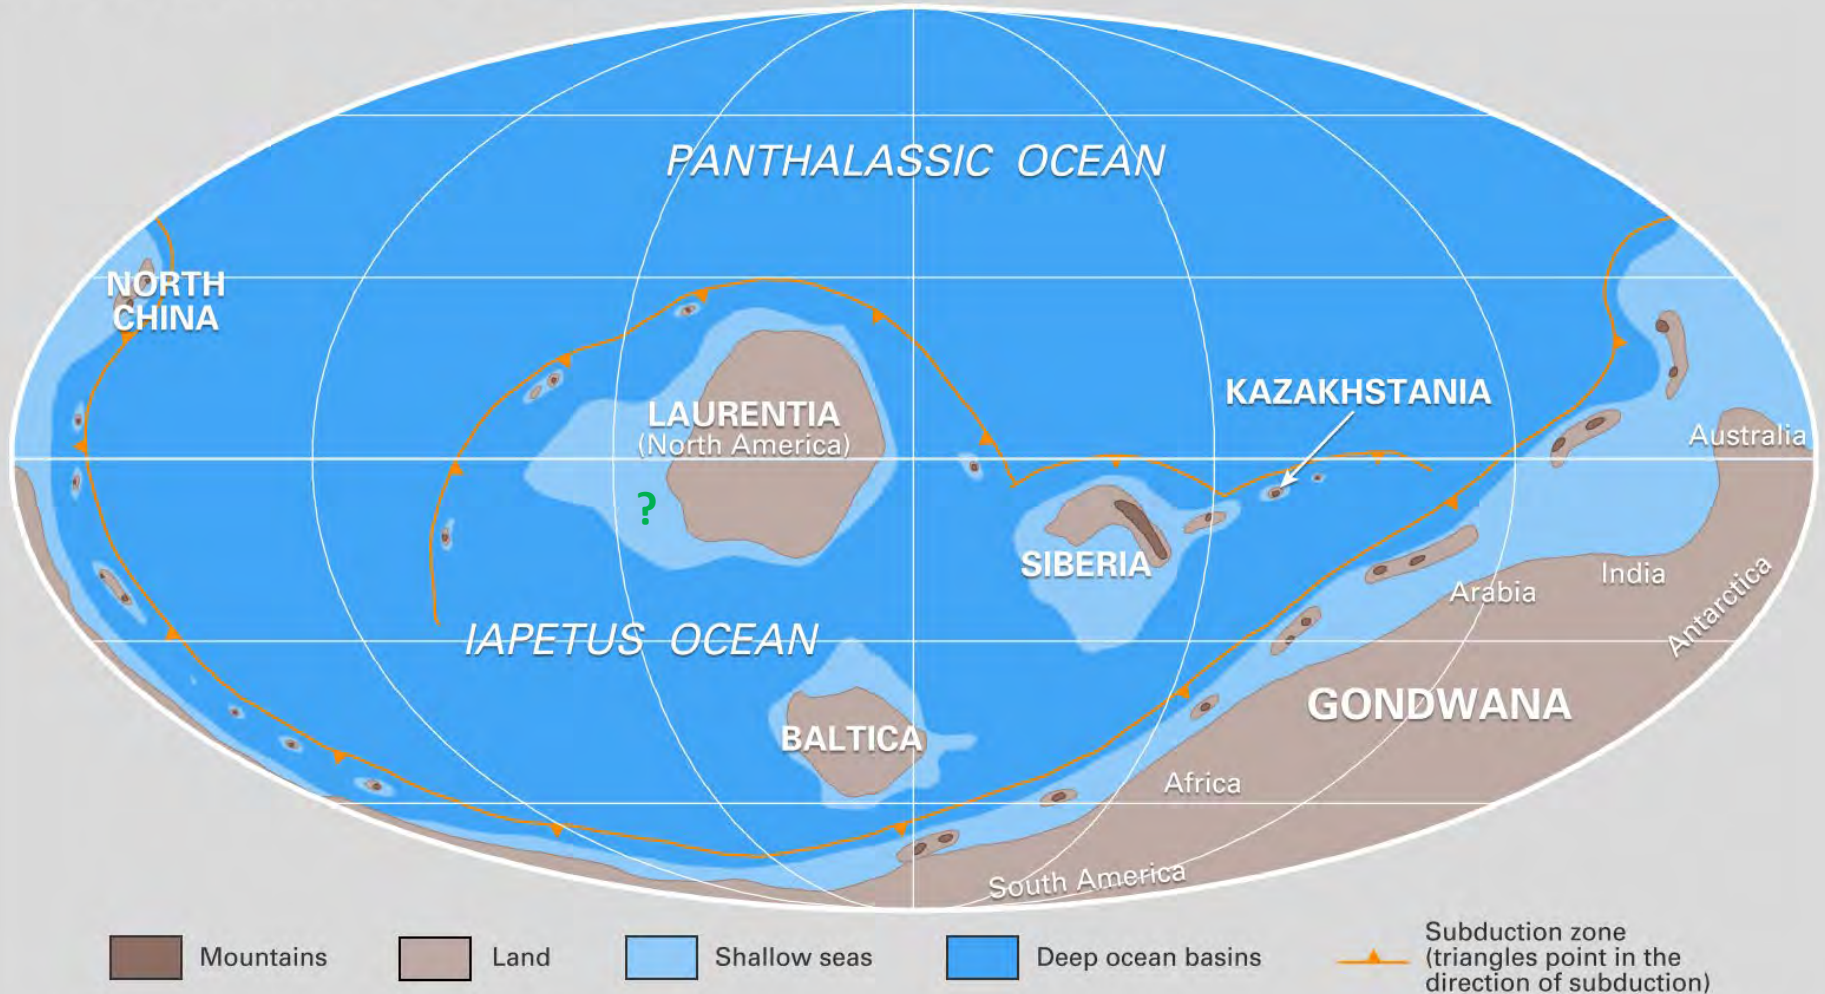 PANTHALASSIC OCEAN
NORTH
CHINA
KAZAKHSTANIA
LAURENTIA
(North America)
Australia
?
SIBERIA
India
Arabia
Antarctica
IAPETUS OCEAN
GONDWANA
BALTICA
Africa
South America
Mountains
Land
Shallow seas
Deep ocean basins
Subduction zone
(triangles point in the
direction of subduction)